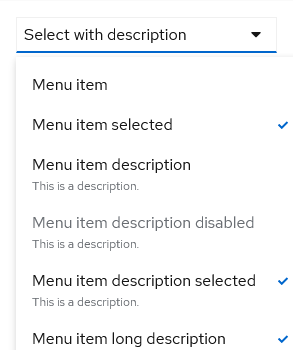 Select with description
Menu item
Menu item selected
Menu item description
This is a description.
Menu item description disabled
This is a description.
Menu item description selected
This is a description.
Menu item long description